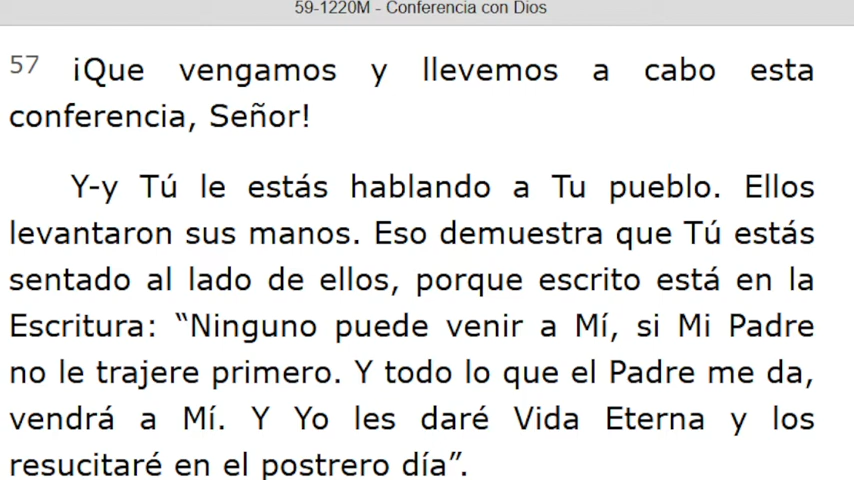 59-1220M - Conferencia con Dios
57 ¡Que vengamos y llevemos a cabo esta
conferencia, Señor!
Y-y Tú le estás hablando a Tu pueblo. Ellos
levantaron sus manos. Eso demuestra que Tú estás
sentado al lado de ellos, porque escrito está en la
Escritura: “Ninguno puede venir a Mí, si Mi Padre
no le trajere primero. Y todo lo que el Padre me da,
vendrá a Mí. Y Yo les daré Vida Eterna y los
resucitaré en el postrero día”.